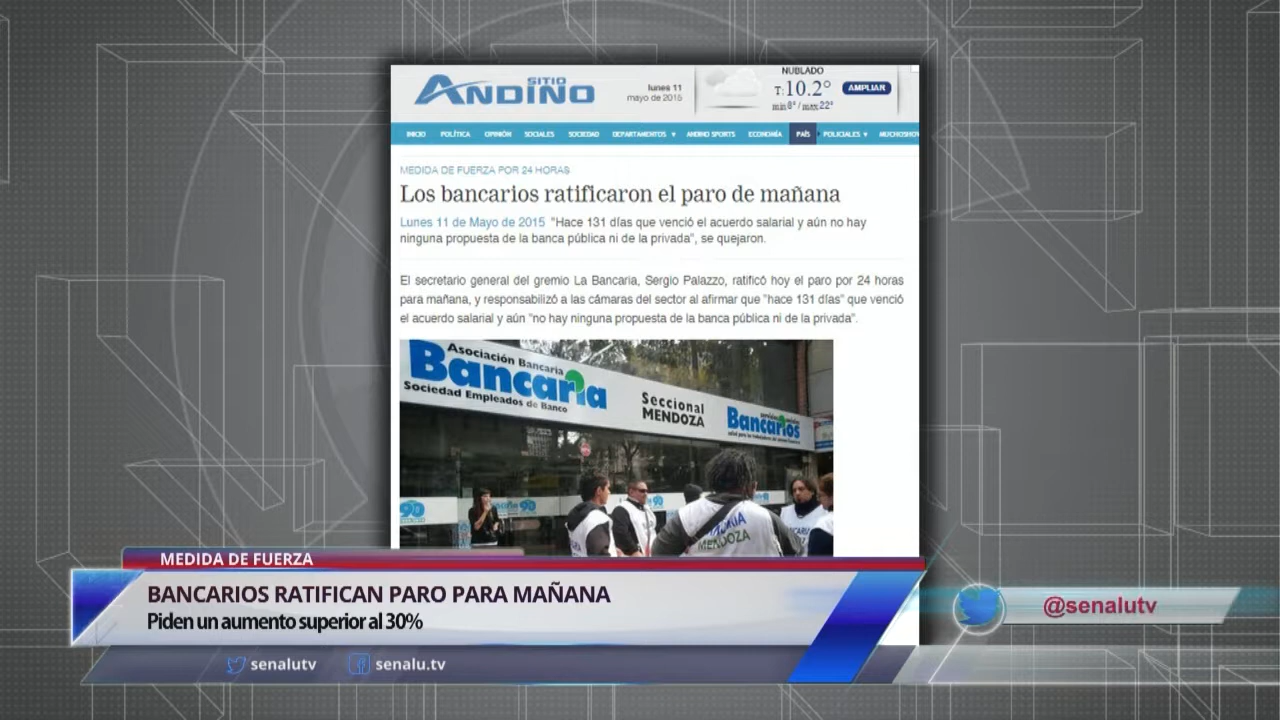 SITIO
ANDINO
lunes 11
mayo de 2015
NUBLADO
T:10.2°
min 8° / max 22°
AMPLIAR
INICIO POLÍTICA OPINIÓN SOCIALES SOCIEDAD DEPARTAMENTOS ANDINO SPORTS ECONOMÍA PAÍS POLICIALES MUCHOSHOW
MEDIDA DE FUERZA POR 24 HORAS
Los bancarios ratificaron el paro de mañana
Lunes 11 de Mayo de 2015 "Hace 131 días que venció el acuerdo salarial y aún no hay
ninguna propuesta de la banca pública ni de la privada", se quejaron.
El secretario general del gremio La Bancaria, Sergio Palazzo, ratificó hoy el paro por 24 horas
para mañana, y responsabilizó a las cámaras del sector al afirmar que "hace 131 días" que venció
el acuerdo salarial y aún "no hay ninguna propuesta de la banca pública ni de la privada".
Asociación Bancaria
Bancaria
Sociedad Empleados de Banco
Seccional
MENDOZA
Bancarios
90
MENDOZA
MEDIDA DE FUERZA
BANCARIOS RATIFICAN PARO PARA MAÑANA
Piden un aumento superior al 30%
senalutv
senalu.tv
@senalutv